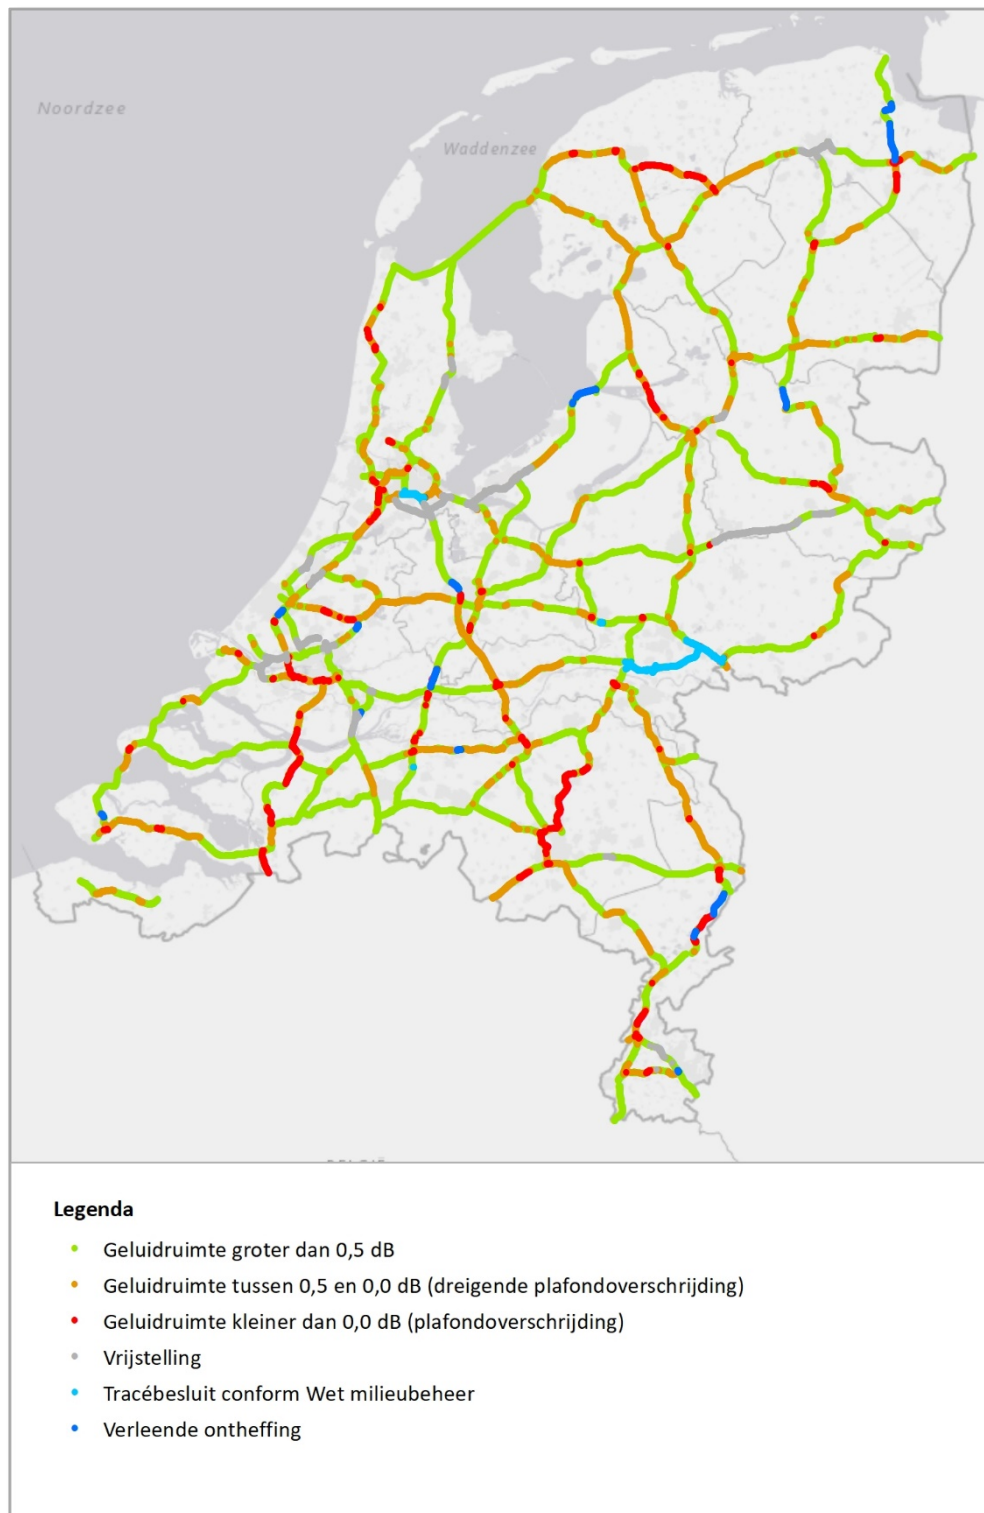 Noordzee
Waddenzee
Legenda
Geluidruimte groter dan 0,5 dB
Geluidruimte tussen 0,5 en 0,0 dB (dreigende plafondoverschrijding)
Geluidruimte kleiner dan 0,0 dB (plafondoverschrijding)
Vrijstelling
Tracébesluit conform Wet milieubeheer
Verleende ontheffing